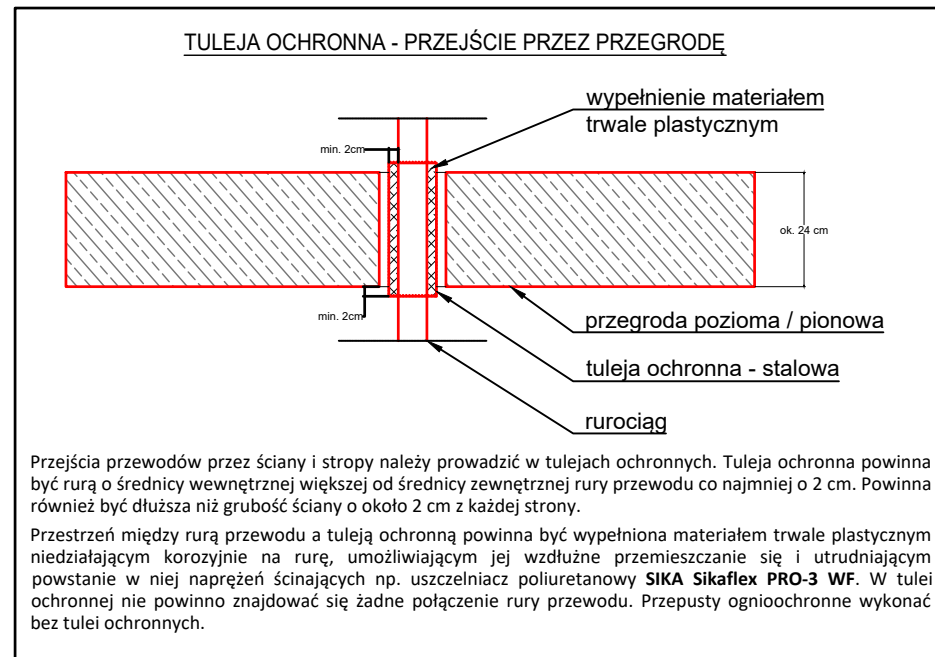 TULEJA OCHRONNA - PRZEJŚCIE PRZEZ PRZEGRODĘ
wypełnienie materiałem
trwale plastycznym
min. 2cm
ok. 24 cm
min. 2cm
przegroda pozioma / pionowa
tuleja ochronna - stalowa
rurociąg
Przejścia przewodów przez ściany i stropy należy prowadzić w tulejach ochronnych. Tuleja ochronna powinna
być rurą o średnicy wewnętrznej większej od średnicy zewnętrznej rury przewodu co najmniej o 2 cm. Powinna
również być dłuższa niż grubość ściany o około 2 cm z każdej strony.
Przestrzeń między rurą przewodu a tuleją ochronną powinna być wypełniona materiałem trwale plastycznym
niedziałającym korozyjnie na rurę, umożliwiającym jej wzdłużne przemieszczanie się i utrudniającym
powstanie w niej naprężeń ścinających np. uszczelniacz poliuretanowy SIKA Sikaflex PRO-3 WF. W tulei
ochronnej nie powinno znajdować się żadne połączenie rury przewodu. Przepusty ognioochronne wykonać
bez tulei ochronnych.